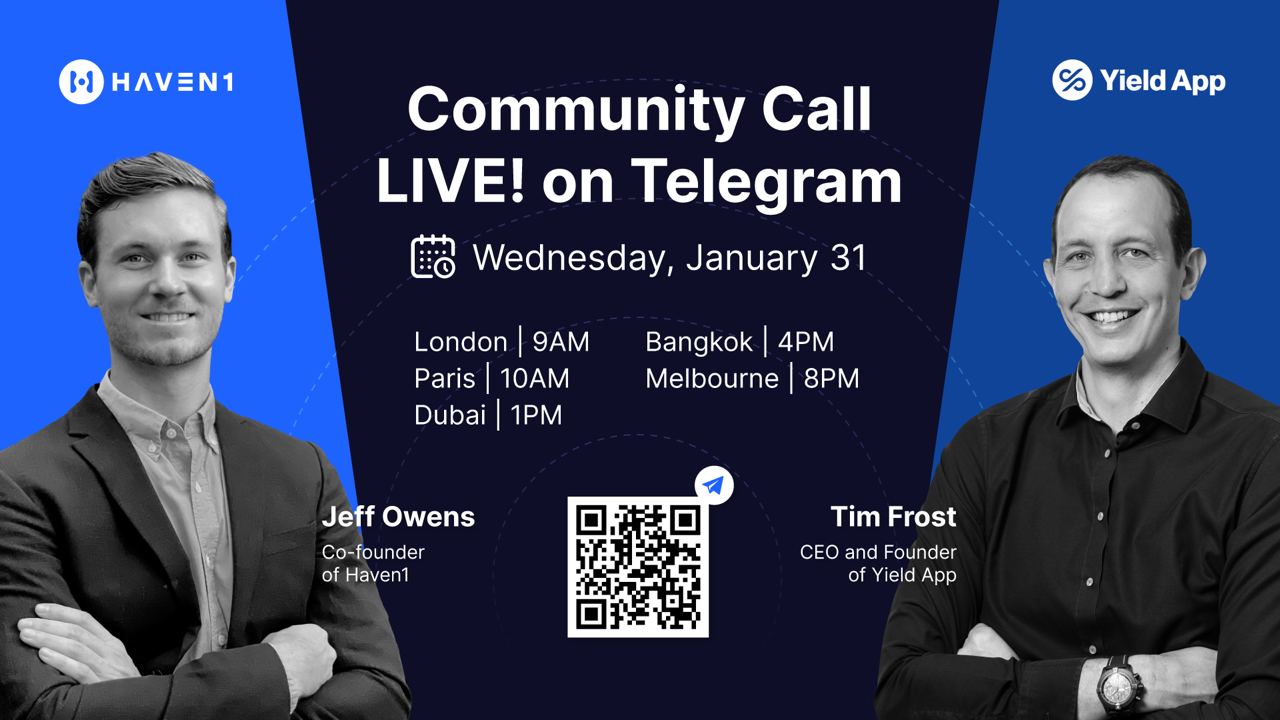 HAVEN1
Yield App
Community Call
LIVE! on Telegram
Wednesday, January 31
London | 9AM
Paris | 10AM
Dubai | 1PM
Bangkok | 4PM
Melbourne | 8PM
Jeff Owens
Co-founder
of Haven1
Tim Frost
CEO and Founder
of Yield App